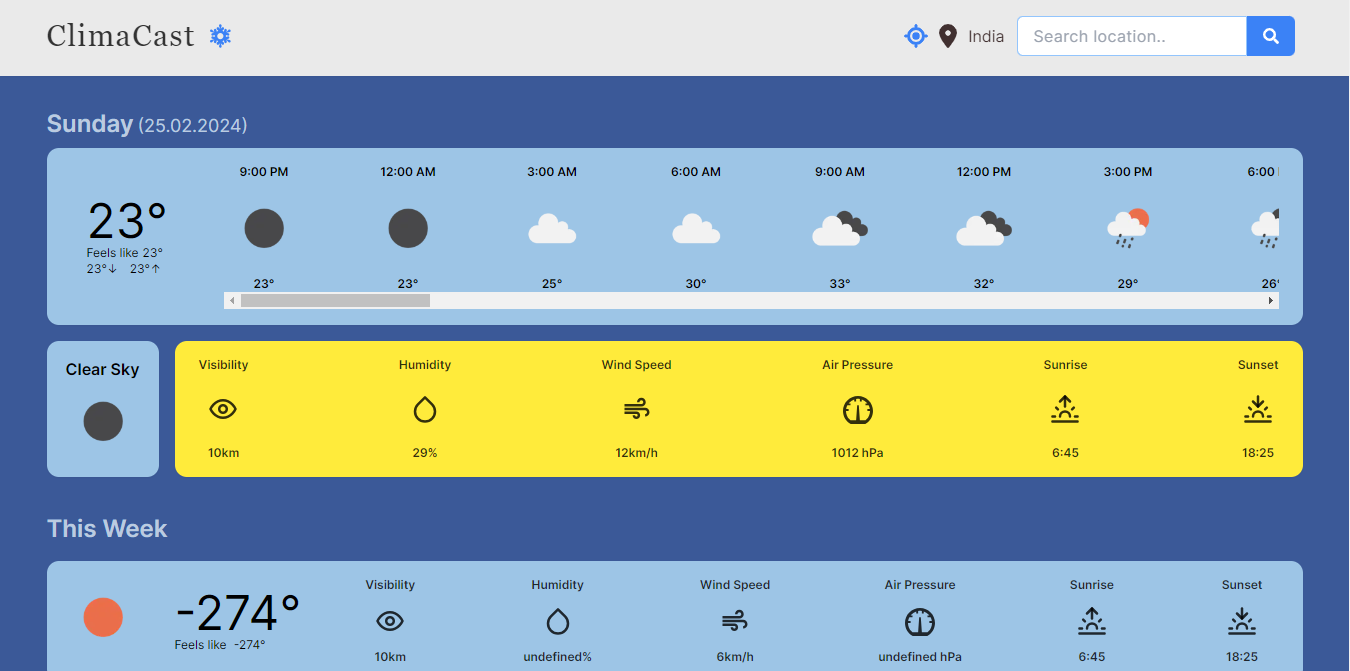 ClimaCast
India
Search location..
Sunday (25.02.2024)
9:00 PM 12:00 AM 3:00 AM 6:00 AM 9:00 AM 12:00 PM 3:00 PM 6:00
23°
Feels like 23°
23°↓ 23°↑
23° 23° 25° 30° 33° 32° 29° 26°
Clear Sky
Visibility Humidity Wind Speed Air Pressure Sunrise Sunset
10km 29% 12km/h 1012 hPa 6:45 18:25
This Week
-274°
Feels like -274°
Visibility Humidity Wind Speed Air Pressure Sunrise Sunset
10km undefined% 6km/h undefined hPa 6:45 18:25